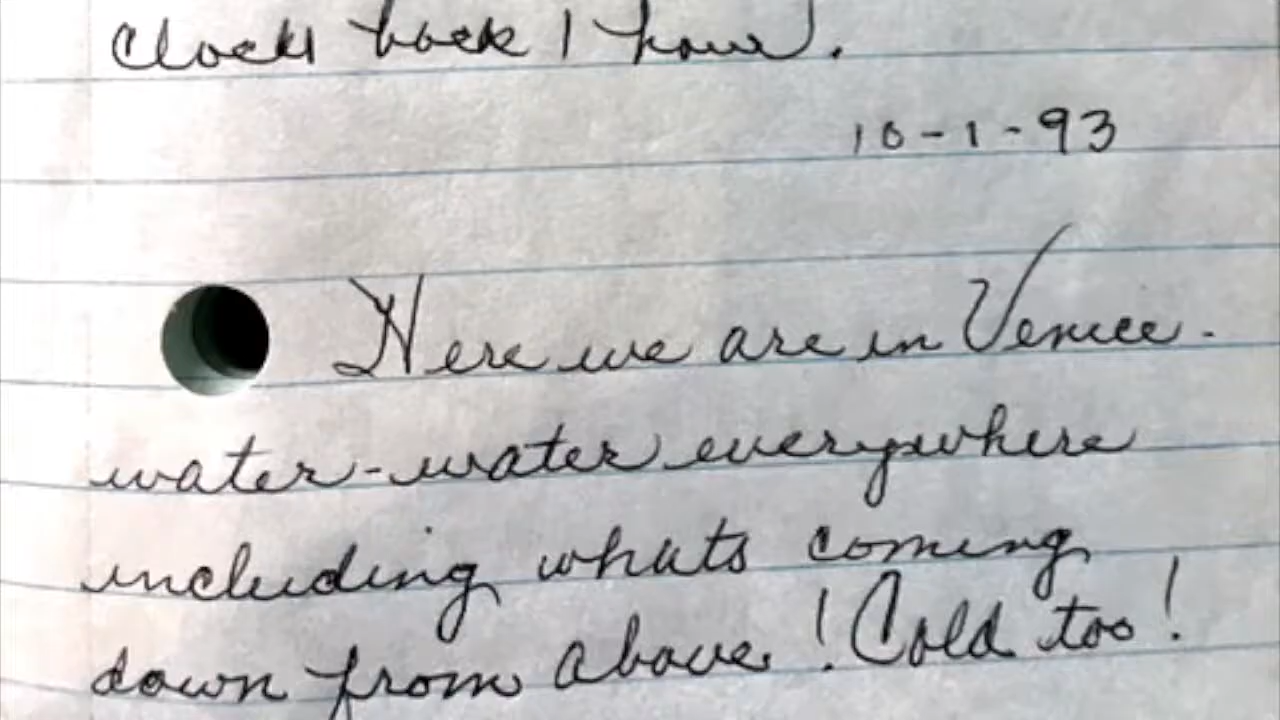 clocks back 1 hour.
10-1-93
Here we are in Venice -
water-water everywhere
including whats coming
down from above! Cold too!